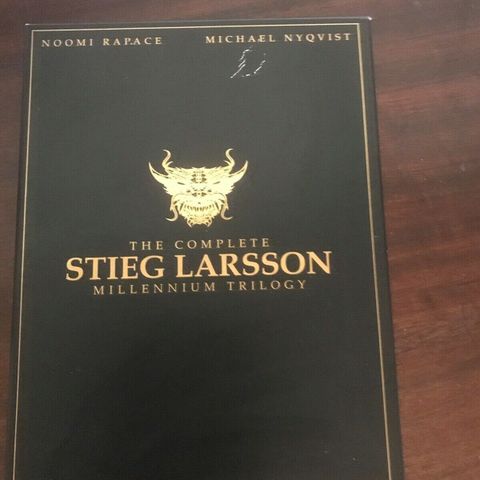 NOOMI RAPACE MICHAEL NYQVIST
THE COMPLETE
STIEG LARSSON
MILLENNIUM TRILOGY